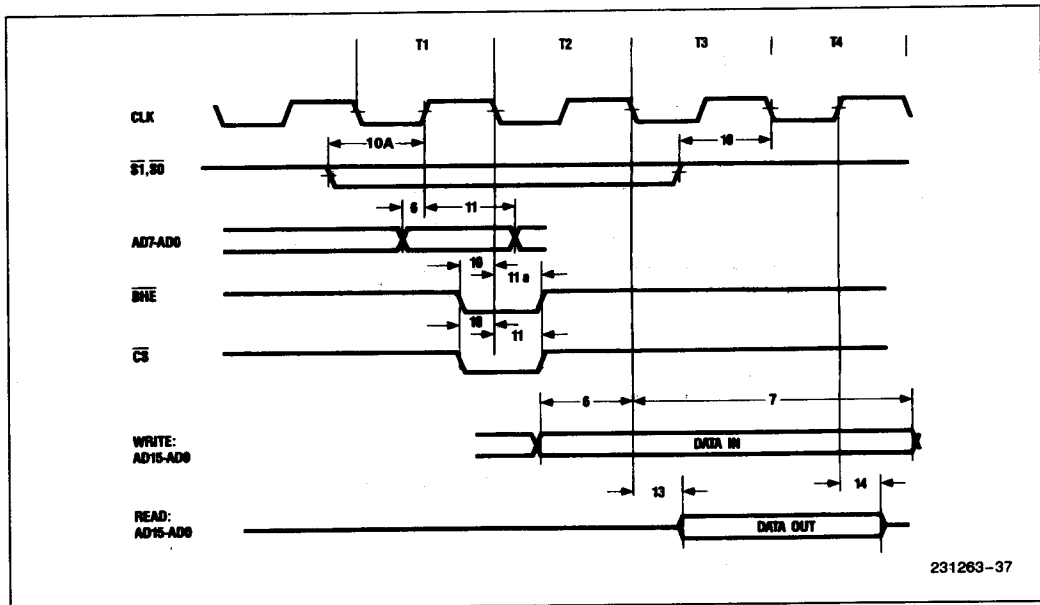 T1 T2 T3 T4
CLK
10A 16
S1,S0
6 11
AD7-AD0
16 11 a
BHE
16 11
CS
6 7
WRITE:
AD15-AD0
DATA IN
13 14
READ:
AD15-AD0
DATA OUT
231263-37